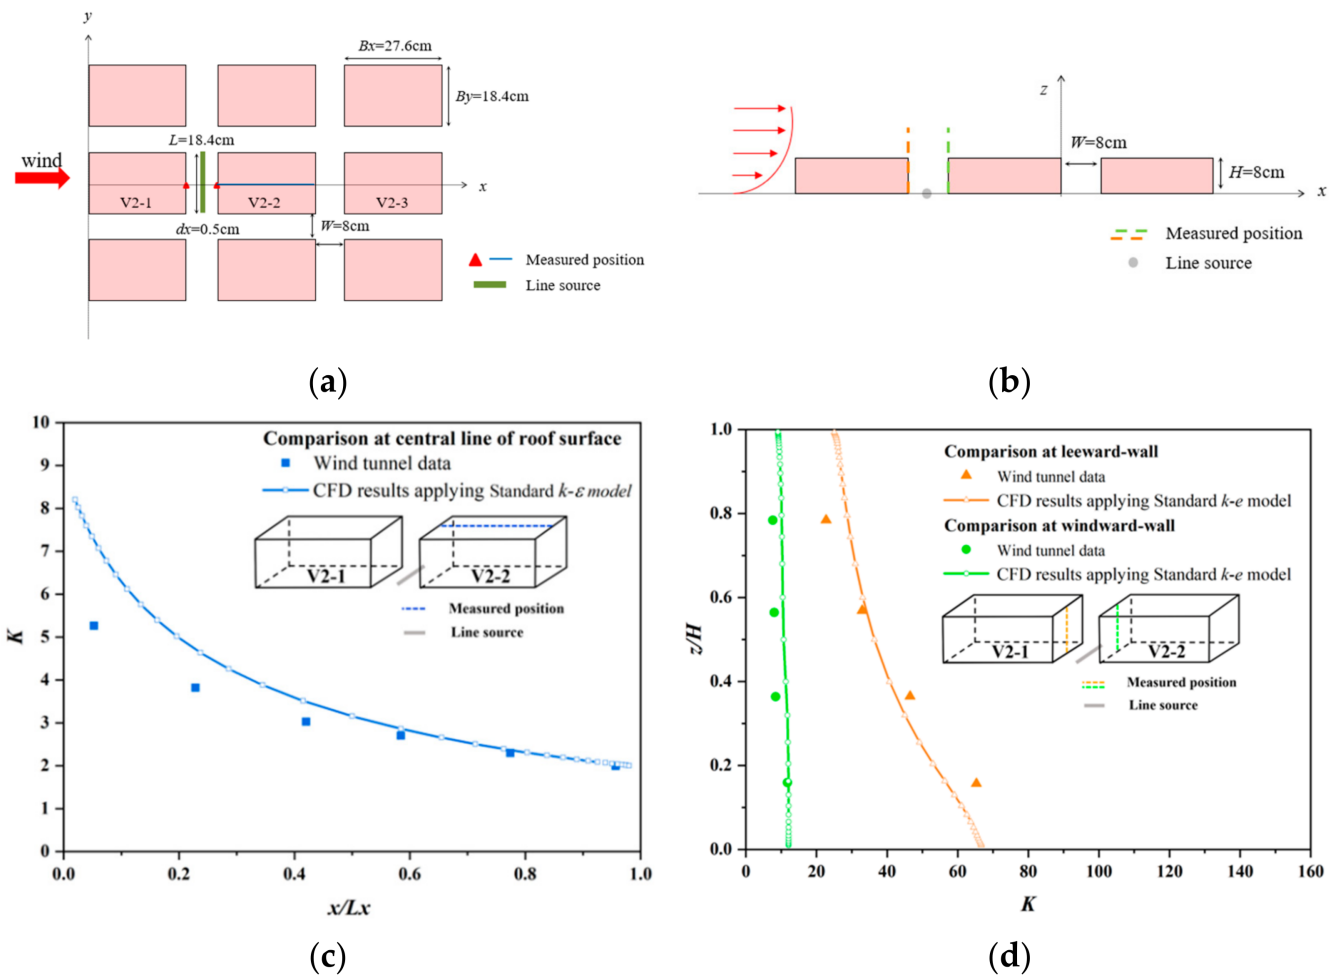 y
Bx=27.6cm
By=18.4cm
L=18.4cm
wind
x
V2-1
V2-2
V2-3
dx=0.5cm
W=8cm
Measured position
Line source
(a)
z
W=8cm
H=8cm
x
Measured position
Line source
(b)
10
9
8
7
6
5
4
3
2
1
0
K
Comparison at central line of roof surface
Wind tunnel data
CFD results applying Standard k-ε model
V2-1
V2-2
Measured position
Line source
0.0
0.2
0.4
0.6
0.8
1.0
x/Lx
(c)
1.0
0.8
0.6
0.4
0.2
0.0
z/H
Comparison at leeward-wall
Wind tunnel data
CFD results applying Standard k-e model
Comparison at windward-wall
Wind tunnel data
CFD results applying Standard k-e model
V2-1
V2-2
Measured position
Line source
0
20
40
60
80
100
120
140
160
K
(d)